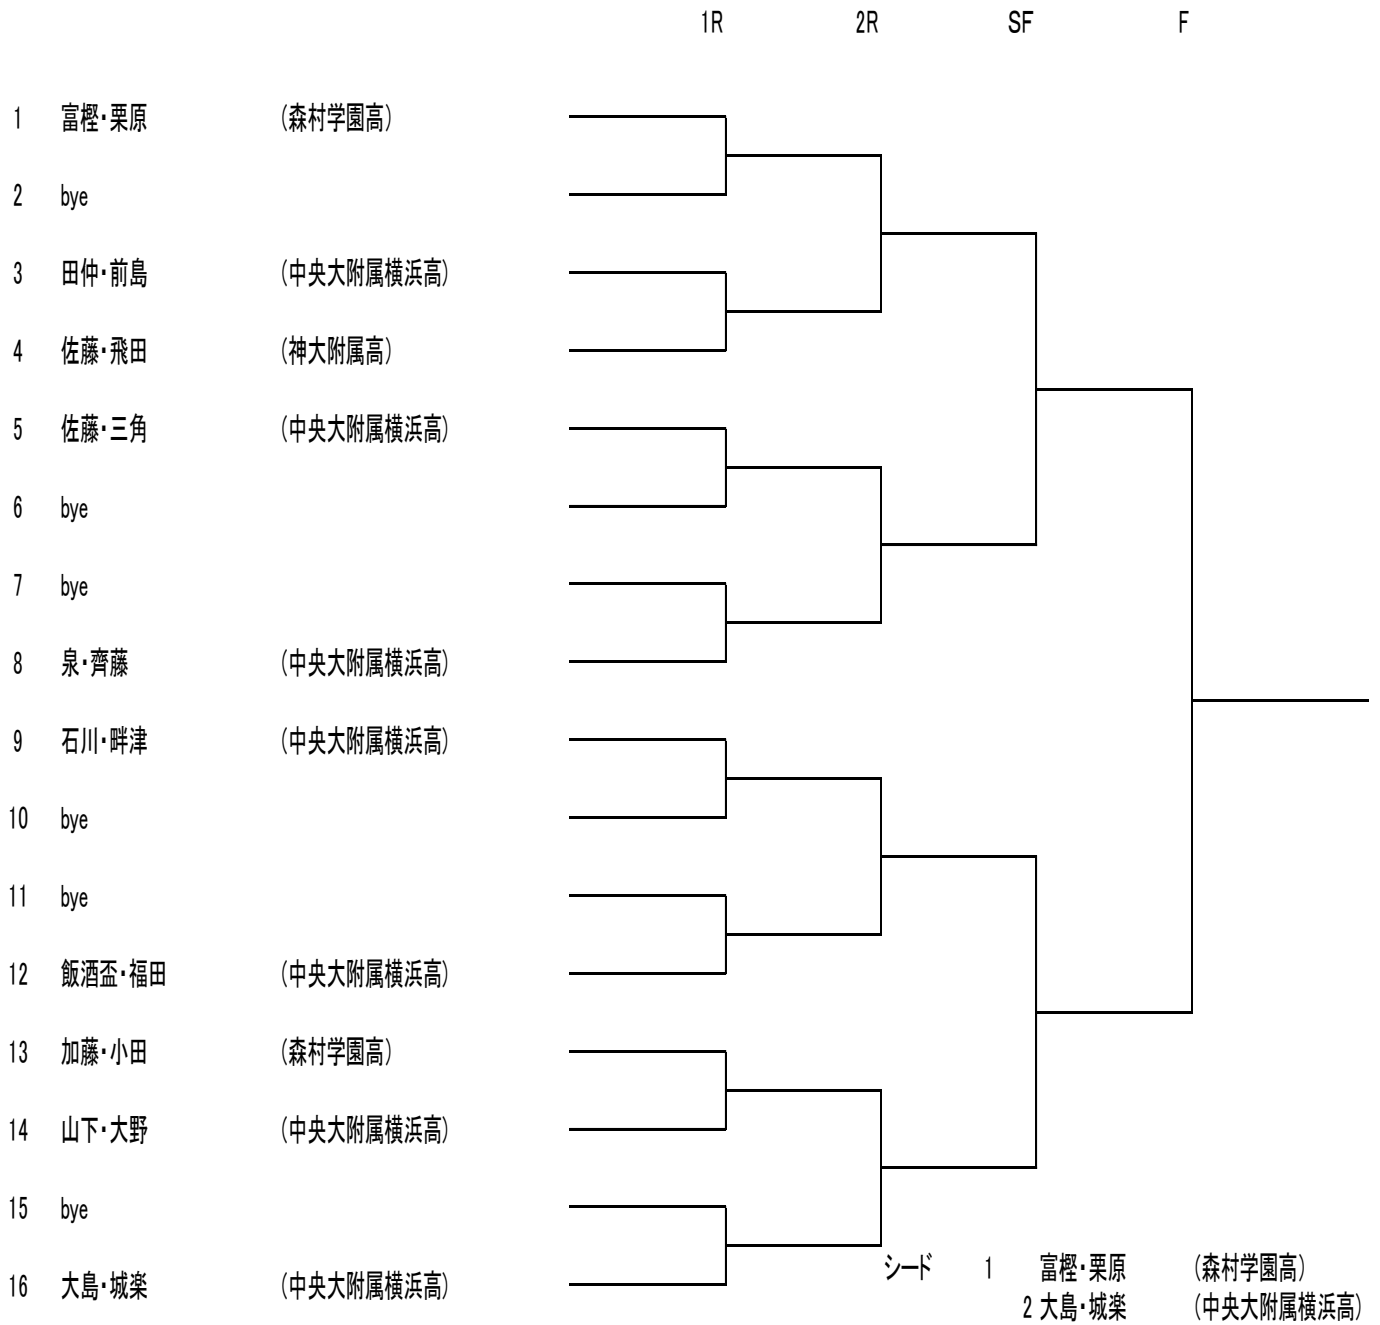 1R 2R SF F
1 富樫・栗原 (森村学園高)
2 bye
3 田仲・前島 (中央大附属横浜高)
4 佐藤・飛田 (神大附属高)
5 佐藤・三角 (中央大附属横浜高)
6 bye
7 bye
8 泉・齊藤 (中央大附属横浜高)
9 石川・畔津 (中央大附属横浜高)
10 bye
11 bye
12 飯酒盃・福田 (中央大附属横浜高)
13 加藤・小田 (森村学園高)
14 山下・大野 (中央大附属横浜高)
15 bye
16 大島・城楽 (中央大附属横浜高)
シード 1 富樫・栗原 (森村学園高)
2 大島・城楽 (中央大附属横浜高)